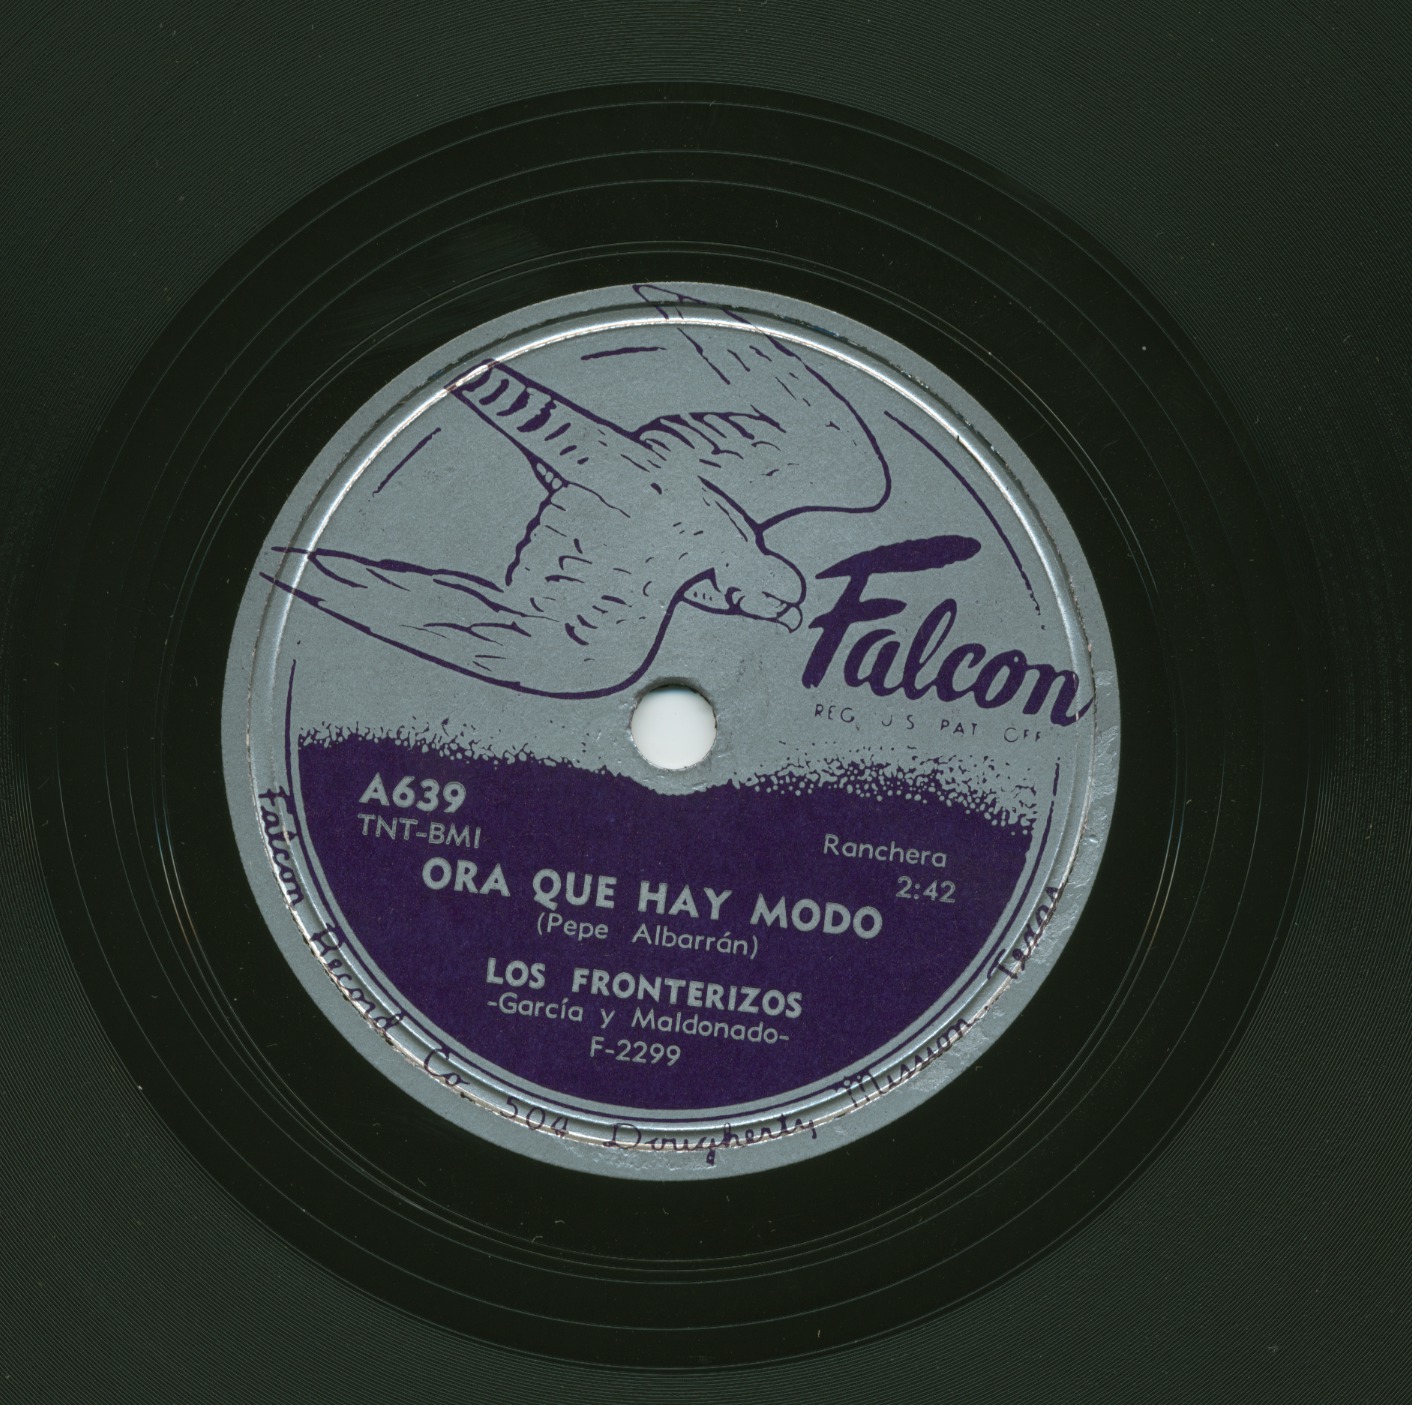 Falcon
REG. U S PAT OFF
A639
TNT-BMI
Ranchera
2:42
ORA QUE HAY MODO
(Pepe Albarrán)
LOS FRONTERIZOS
-García y Maldonado-
F-2299
Falcon Record Co. 504 Dougherty Mission Texas